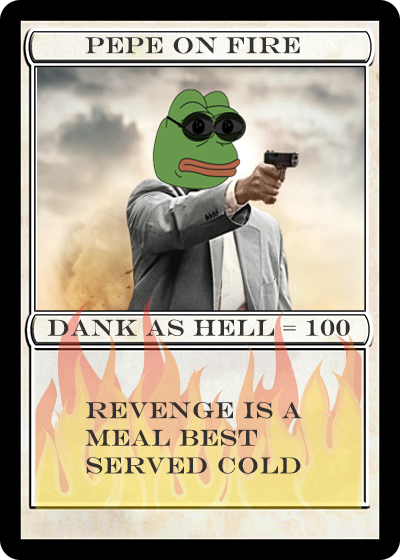 PEPE ON FIRE
DANK AS HELL = 100
REVENGE IS A
MEAL BEST
SERVED COLD